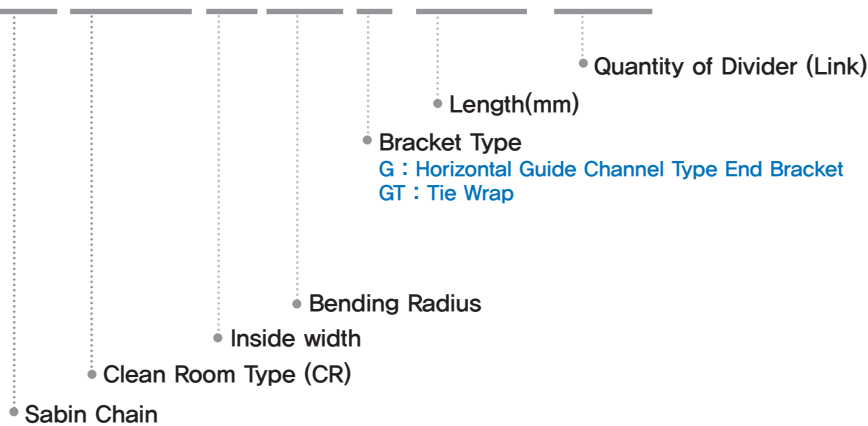 Quantity of Divider (Link)
Length(mm)
Bracket Type
G : Horizontal Guide Channel Type End Bracket
GT : Tie Wrap
Bending Radius
Inside width
Clean Room Type (CR)
Sabin Chain